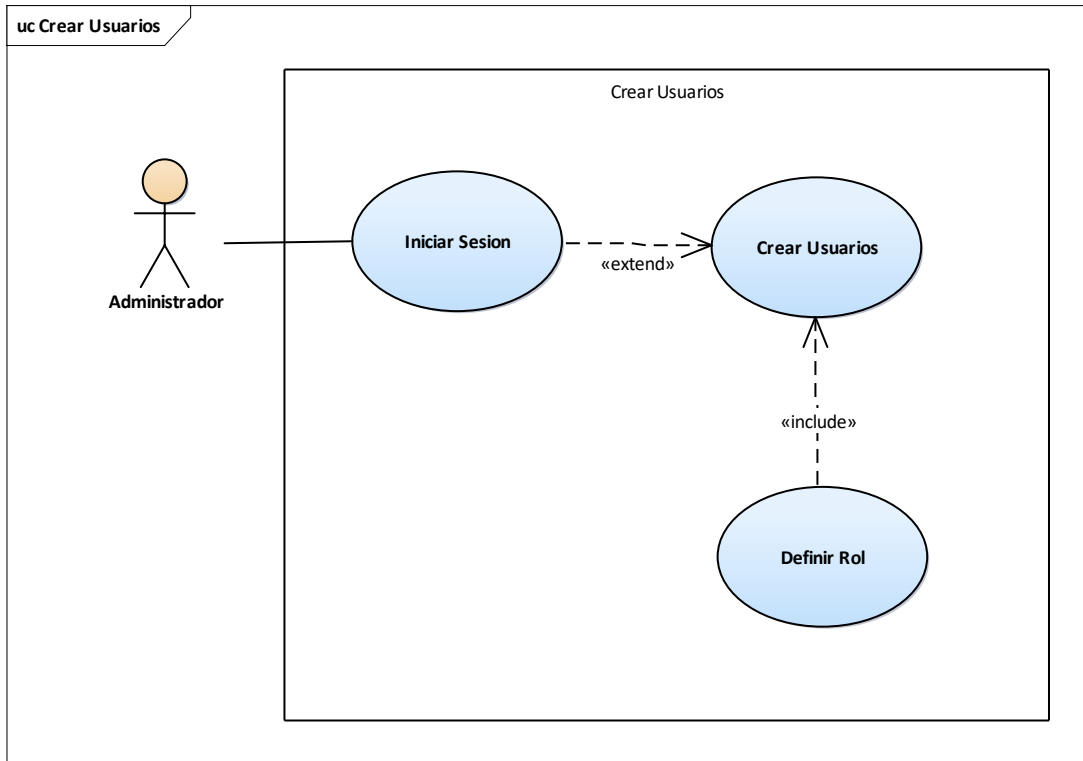 uc Crear Usuarios
Crear Usuarios
Iniciar Sesion
Crear Usuarios
«extend»
Administrador
«include»
Definir Rol